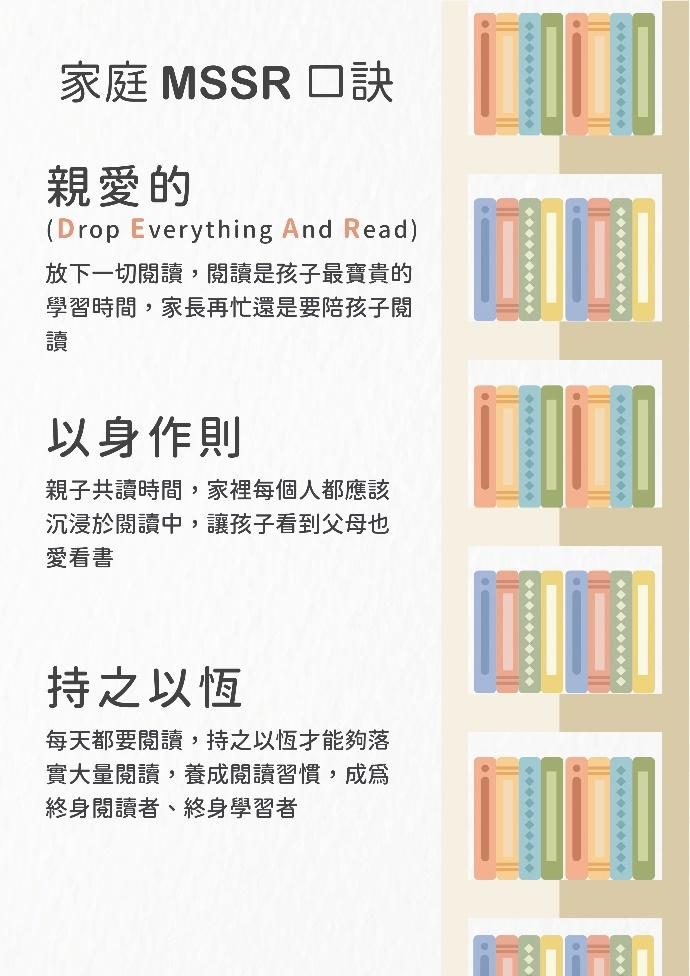 家庭 MSSR 口訣
親愛的
(Drop Everything And Read)
放下一切閱讀，閱讀是孩子最寶貴的
學習時間，家長再忙還是要陪孩子閱
讀
以身作則
親子共讀時間，家裡每個人都應該
沉浸於閱讀中，讓孩子看到父母也
愛看書
持之以恆
每天都要閱讀，持之以恆才能夠落
實大量閱讀，養成閱讀習慣，成為
終身閱讀者、終身學習者